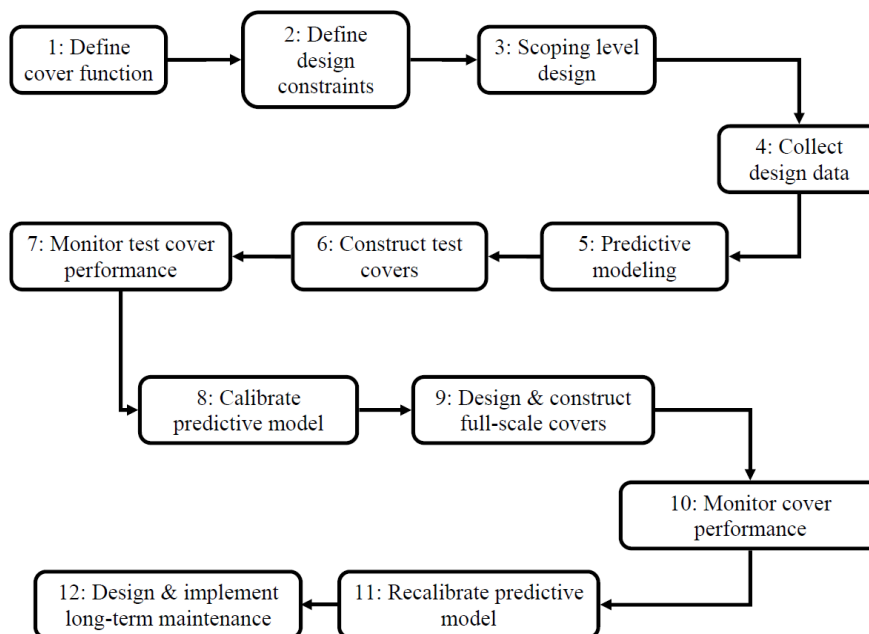 1: Define
cover function
2: Define
design
constraints
3: Scoping level
design
4: Collect
design data
5: Predictive
modeling
6: Construct test
covers
7: Monitor test cover
performance
8: Calibrate
predictive model
9: Design & construct
full-scale covers
10: Monitor cover
performance
11: Recalibrate predictive
model
12: Design & implement
long-term maintenance